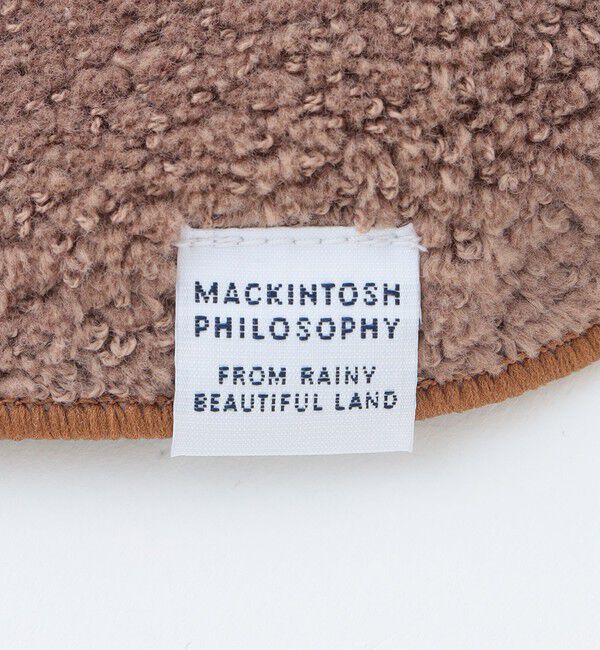 MACKINTOSH
PHILOSOPHY
FROM RAINY
BEAUTIFUL LAND